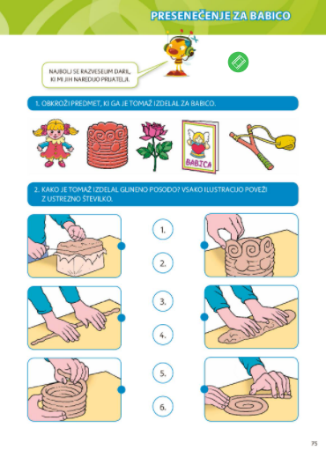 PRESENEČENJE ZA BABICO
NAJBOLJ SE RAZVESELIM DARIL,
KI MI JIH NAREDIJO PRIJATELJI.
1. OBKROŽI PREDMET, KI GA JE TOMAŽ IZDELAL ZA BABICO.
BABICA
2. KAKO JE TOMAŽ IZDELAL GLINENO POSODO? VSAKO ILUSTRACIJO POVEŽI
Z USTREZNO ŠTEVILKO.
1.
2.
3.
4.
5.
6.
75